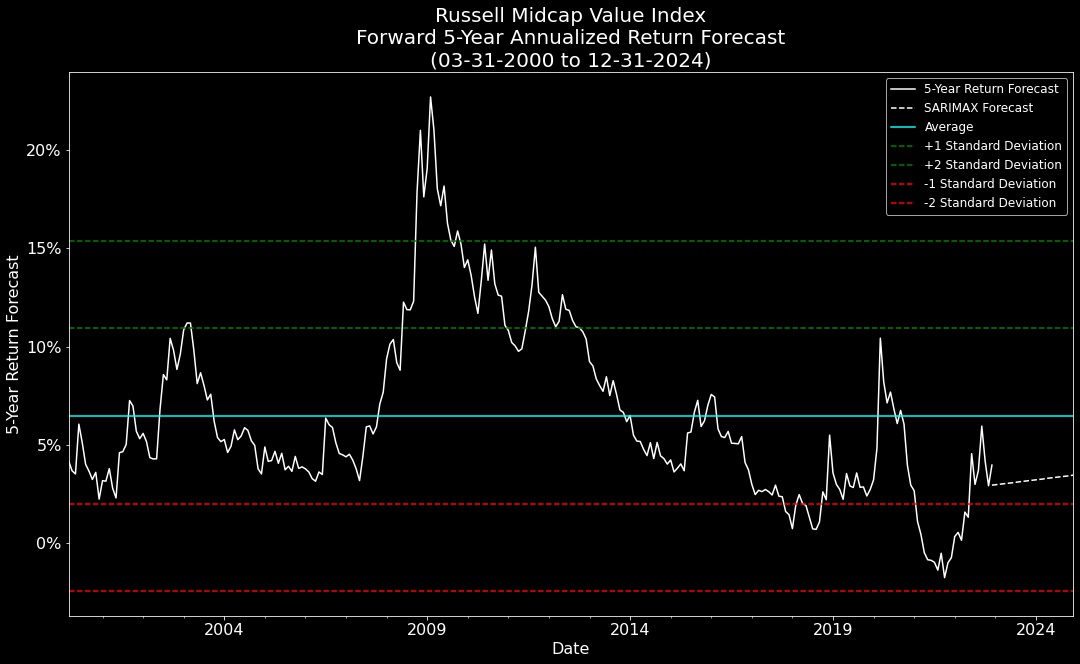 Russell Midcap Value Index
Forward 5-Year Annualized Return Forecast
(03-31-2000 to 12-31-2024)
5-Year Return Forecast
SARIMAX Forecast
Average
+1 Standard Deviation
+2 Standard Deviation
-1 Standard Deviation
-2 Standard Deviation
5-Year Return Forecast
20%
15%
10%
5%
0%
2004
2009
2014
2019
2024
Date